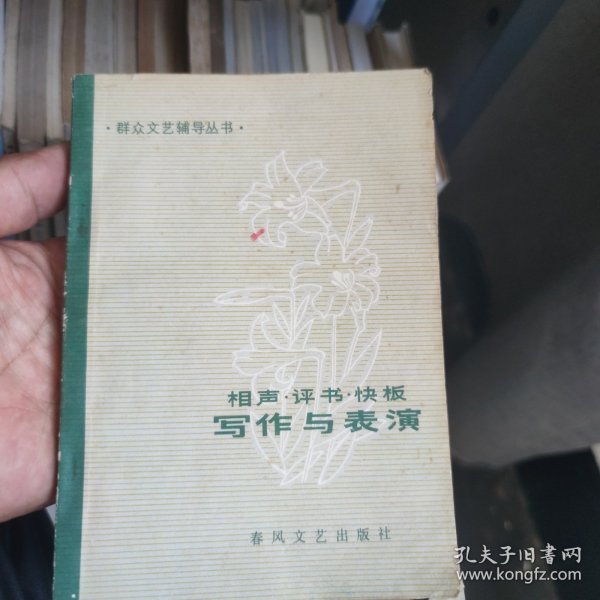 ·群众文艺辅导丛书·
相声·评书·快板
写作与表演
春风文艺出版社
孔夫子旧书网
www.kongfz.com